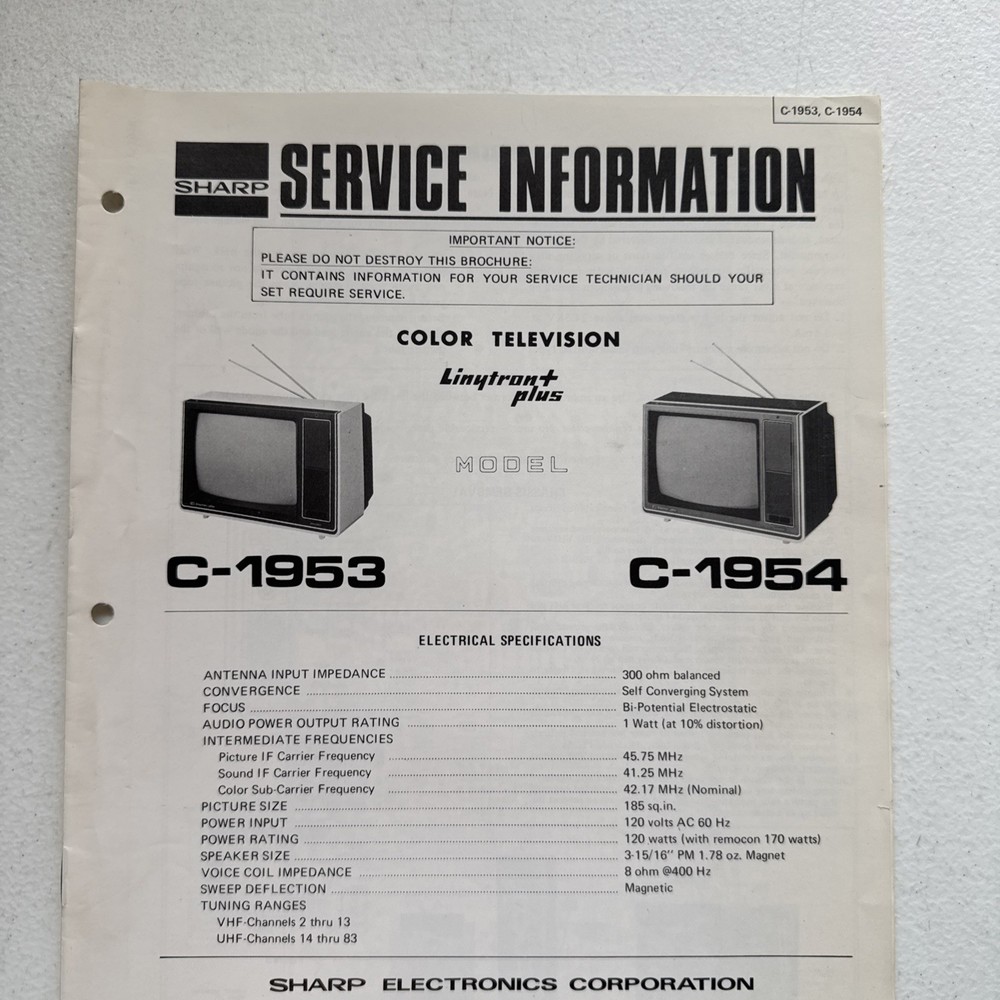 C-1953, C-1954
SHARP SERVICE INFORMATION
IMPORTANT NOTICE:
PLEASE DO NOT DESTROY THIS BROCHURE:
IT CONTAINS INFORMATION FOR YOUR SERVICE TECHNICIAN SHOULD YOUR
SET REQUIRE SERVICE.
COLOR TELEVISION
Linytron+
plus
MODEL
C-1953 C-1954
ELECTRICAL SPECIFICATIONS
ANTENNA INPUT IMPEDANCE 300 ohm balanced
CONVERGENCE Self Converging System
FOCUS Bi-Potential Electrostatic
AUDIO POWER OUTPUT RATING 1 Watt (at 10% distortion)
INTERMEDIATE FREQUENCIES
Picture IF Carrier Frequency 45.75 MHz
Sound IF Carrier Frequency 41.25 MHz
Color Sub-Carrier Frequency 42.17 MHz (Nominal)
PICTURE SIZE 185 sq.in.
POWER INPUT 120 volts AC 60 Hz
POWER RATING 120 watts (with remocon 170 watts)
SPEAKER SIZE 3-15/16" PM 1.78 oz. Magnet
VOICE COIL IMPEDANCE 8 ohm @400 Hz
SWEEP DEFLECTION Magnetic
TUNING RANGES
VHF-Channels 2 thru 13
UHF-Channels 14 thru 83
SHARP ELECTRONICS CORPORATION